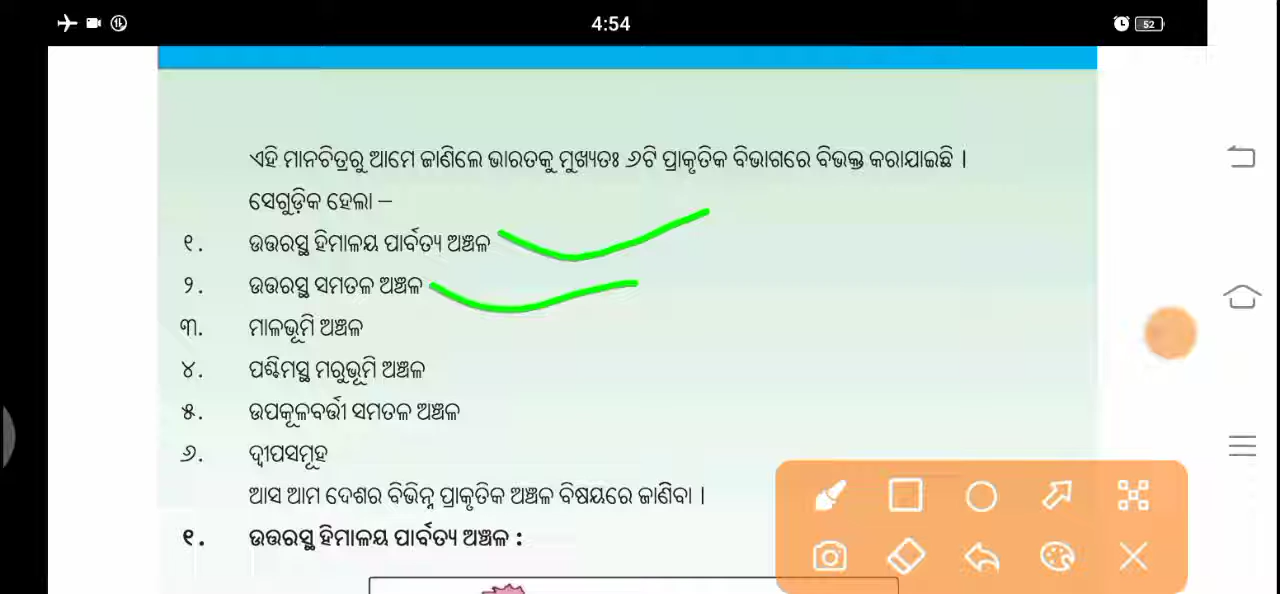 4:54
52
ଏହି ମାନଚିତ୍ରରୁ ଆମେ ଜାଣିଲେ ଭାରତକୁ ମୁଖ୍ୟତଃ ୬ଟି ପ୍ରାକୃତିକ ବିଭାଗରେ ବିଭକ୍ତ କରାଯାଇଛି ।
ସେଗୁଡ଼ିକ ହେଲା –
୧. ଉତ୍ତରସ୍ଥ ହିମାଳୟ ପାର୍ବତ୍ୟ ଅଞ୍ଚଳ
୨. ଉତ୍ତରସ୍ଥ ସମତଳ ଅଞ୍ଚଳ
୩. ମାଳଭୂମି ଅଞ୍ଚଳ
୪. ପଶ୍ଚିମସ୍ଥ ମରୁଭୂମି ଅଞ୍ଚଳ
୫. ଉପକୂଳବର୍ତ୍ତୀ ସମତଳ ଅଞ୍ଚଳ
୬. ଦ୍ୱୀପସମୂହ
ଆସ ଆମ ଦେଶର ବିଭିନ୍ନ ପ୍ରାକୃତିକ ଅଞ୍ଚଳ ବିଷୟରେ ଜାଣିବା ।
୧. ଉତ୍ତରସ୍ଥ ହିମାଳୟ ପାର୍ବତ୍ୟ ଅଞ୍ଚଳ :